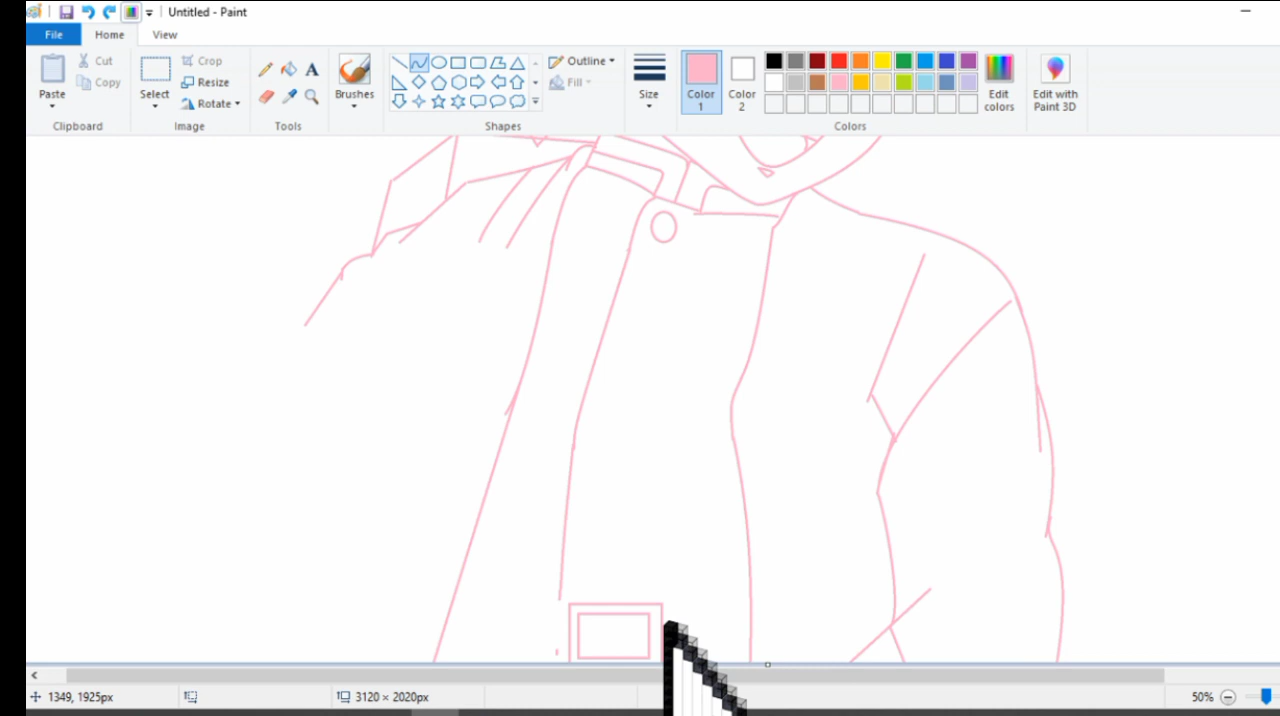 Untitled - Paint
File Home View
Paste Cut Copy Clipboard
Select Crop Resize Rotate Image
A Tools
Brushes
Outline Fill Shapes
Size
Color 1 Color 2 Colors
Edit colors
Edit with Paint 3D
1349, 1925px 3120 × 2020px 50%